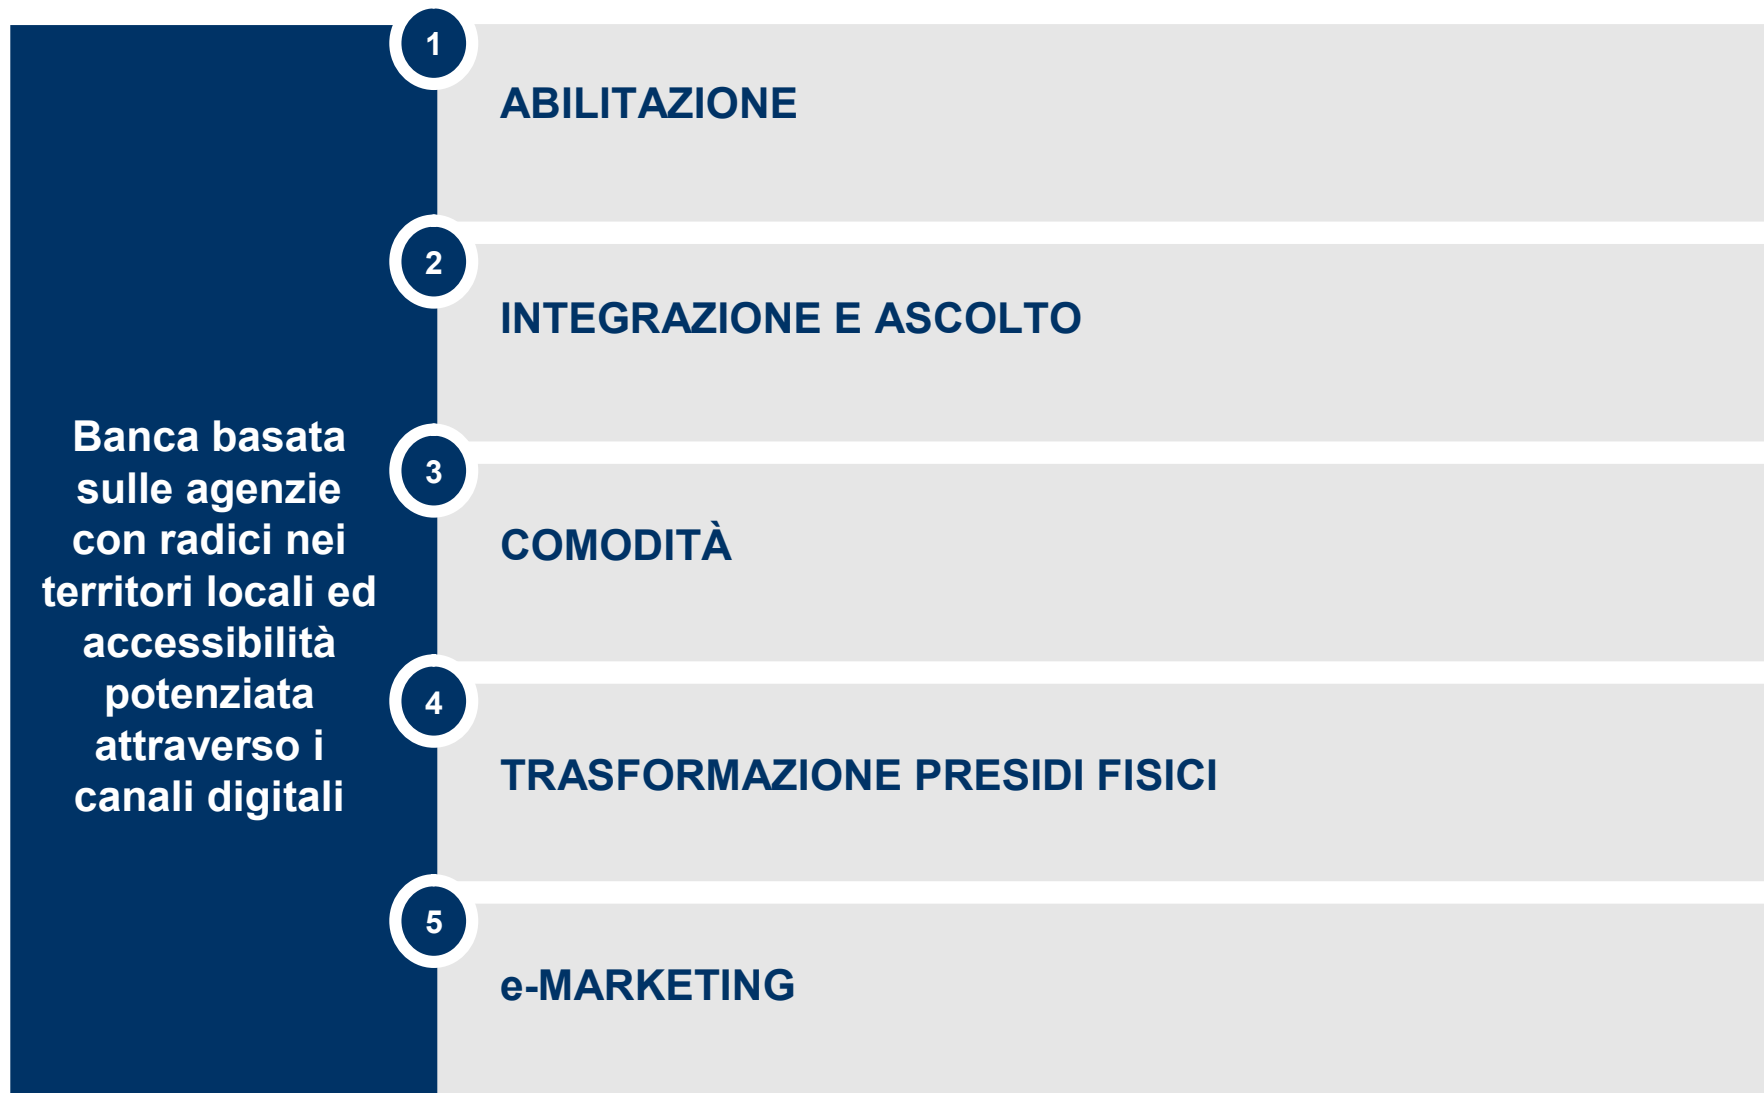 Banca basata
sulle agenzie
con radici nei
territori locali ed
accessibilità
potenziata
attraverso i
canali digitali
1
ABILITAZIONE
2
INTEGRAZIONE E ASCOLTO
3
COMODITÀ
4
TRASFORMAZIONE PRESIDI FISICI
5
e-MARKETING